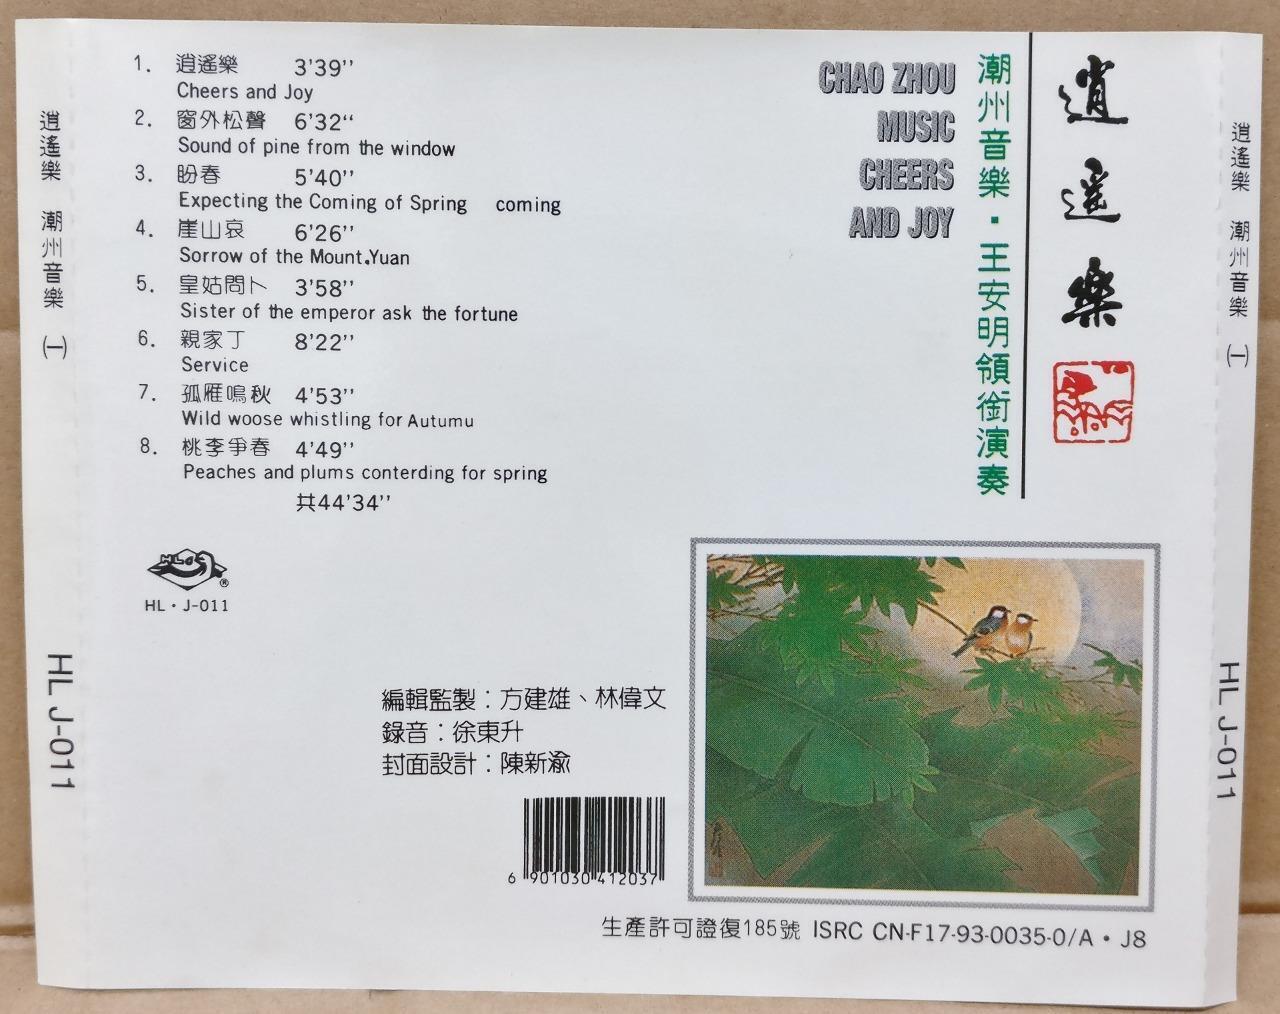 1. 逍遙樂 3'39''
Cheers and Joy
2. 窗外松聲 6'32“
Sound of pine from the window
3. 盼春 5'40''
Expecting the Coming of Spring coming
4. 崖山哀 6'26''
Sorrow of the Mount.Yuan
5. 皇姑問卜 3'58''
Sister of the emperor ask the fortune
6. 親家丁 8'22''
Service
7. 孤雁鳴秋 4'53''
Wild woose whistling for Autumu
8. 桃李爭春 4'49''
Peaches and plums conterding for spring
共44'34''
CHAO ZHOU
MUSIC
CHEERS
AND JOY
潮州音樂·王安明領銜演奏
逍遙樂
逍遙樂 潮州音樂 (一) HL J-011
逍遙樂 潮州音樂 (一) HL J-011
HL·J-011
編輯監製：方建雄、林偉文
錄音：徐東升
封面設計：陳新渝
6 901030 412037
生產許可證復185號 ISRC CN-F17-93-0035-0/A·J8